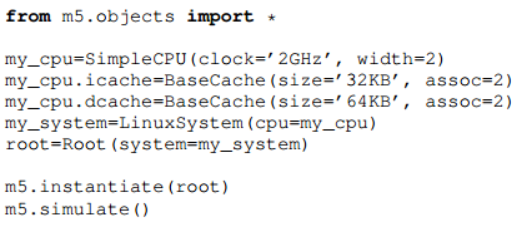 from m5.objects import *
my_cpu=SimpleCPU(clock=’2GHz’, width=2)
my_cpu.icache=BaseCache(size=’32KB’, assoc=2)
my_cpu.dcache=BaseCache(size=’64KB’, assoc=2)
my_system=LinuxSystem(cpu=my_cpu)
root=Root(system=my_system)
m5.instantiate(root)
m5.simulate()